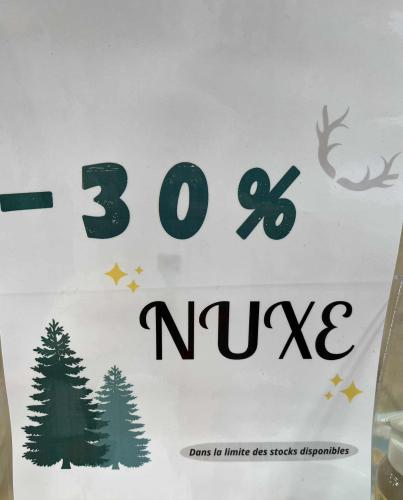 -30%
NUXE
Dans la limite des stocks disponibles